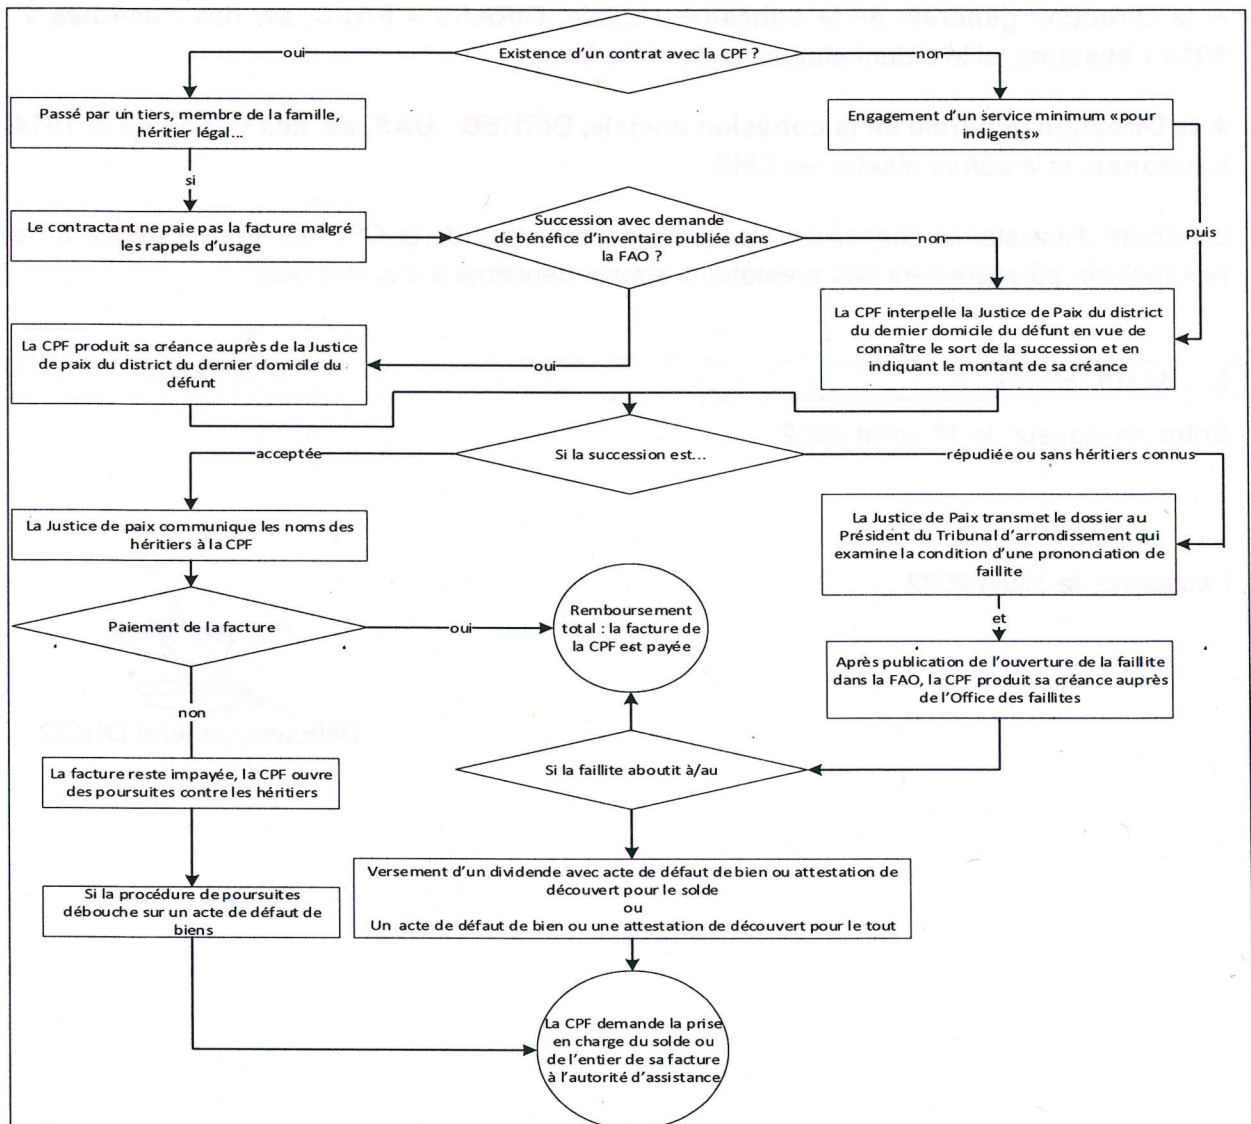 Existence d'un contrat avec la CPF ?
oui
non
Passé par un tiers, membre de la famille,
héritier légal...
Engagement d'un service minimum «pour
indigents»
si
puis
Le contractant ne paie pas la facture malgré
les rappels d'usage
Succession avec demande
de bénéfice d'inventaire publiée dans
la FAO ?
non
oui
La CPF interpelle la Justice de Paix du district
du dernier domicile du défunt en vue de
connaître le sort de la succession et en
indiquant le montant de sa créance
La CPF produit sa créance auprès de la Justice
de paix du district du dernier domicile du
défunt
Si la succession est...
acceptée
répudiée ou sans héritiers connus
La Justice de paix communique les noms des
héritiers à la CPF
La Justice de Paix transmet le dossier au
Président du Tribunal d'arrondissement qui
examine la condition d'une prononciation de
faillite
et
Paiement de la facture
oui
Remboursement
total : la facture de
la CPF est payée
Après publication de l'ouverture de la faillite
dans la FAO, la CPF produit sa créance auprès
de l'Office des faillites
non
La facture reste impayée, la CPF ouvre
des poursuites contre les héritiers
Si la faillite aboutit à/au
Si la procédure de poursuites
débouche sur un acte de défaut de
biens
Versement d'un dividende avec acte de défaut de bien ou attestation de
découvert pour le solde
ou
Un acte de défaut de bien ou une attestation de découvert pour le tout
La CPF demande la prise
en charge du solde ou
de l'entier de sa facture
à l'autorité d'assistance